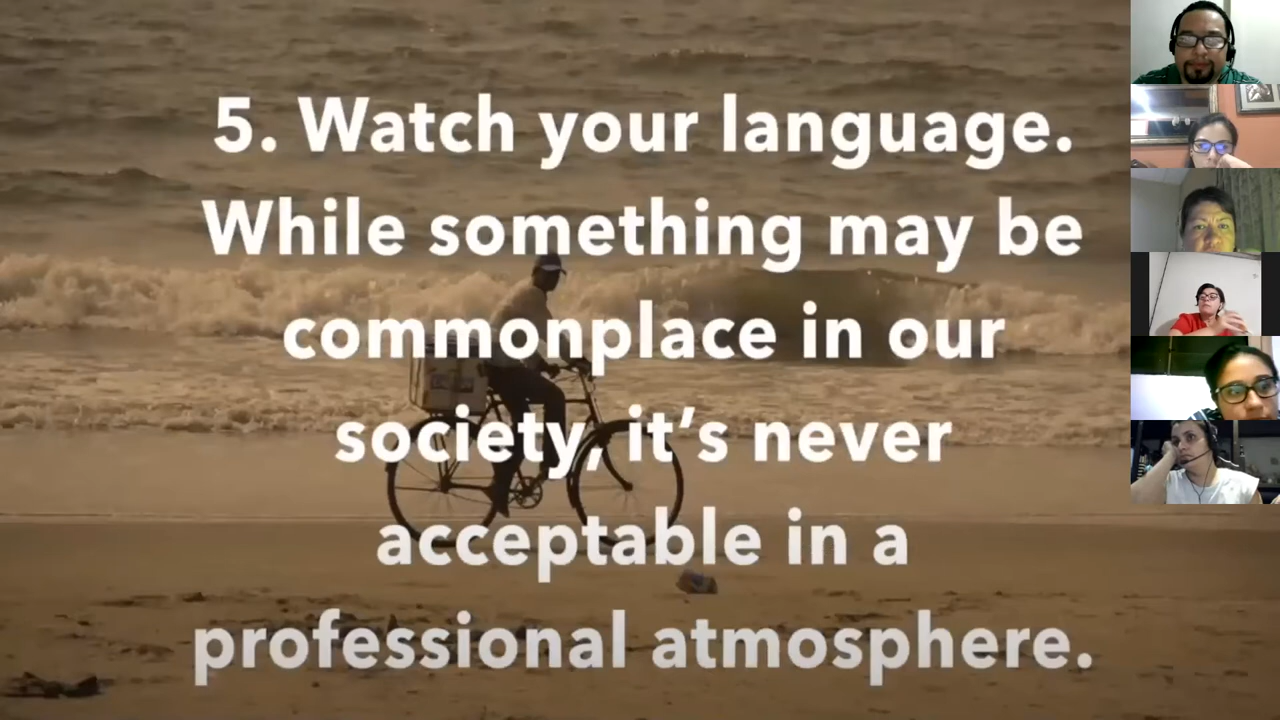 5. Watch your language.
While something may be
commonplace in our
society, it’s never
acceptable in a
professional atmosphere.